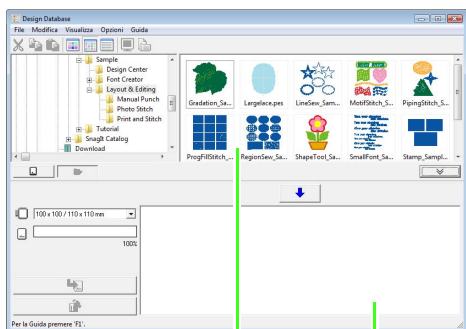 Design Database
File Modifica Visualizza Opzioni Guida
Sample
Design Center
Font Creator
Layout & Editing
Manual Punch
Photo Stitch
Print and Stitch
Tutorial
SnagIt Catalog
Download
Gradation_Sa... Largelace.pes LineSew_Sam... MotifStitch_S... PipingStitch_S...
ProgFillStitch_... RegionSew_Sa... ShapeTool_Sa... SmallFont_Sa... Stamp_Sampl...
100 x 100 / 110 x 110 mm
100%
Per la Guida premere 'F1'.